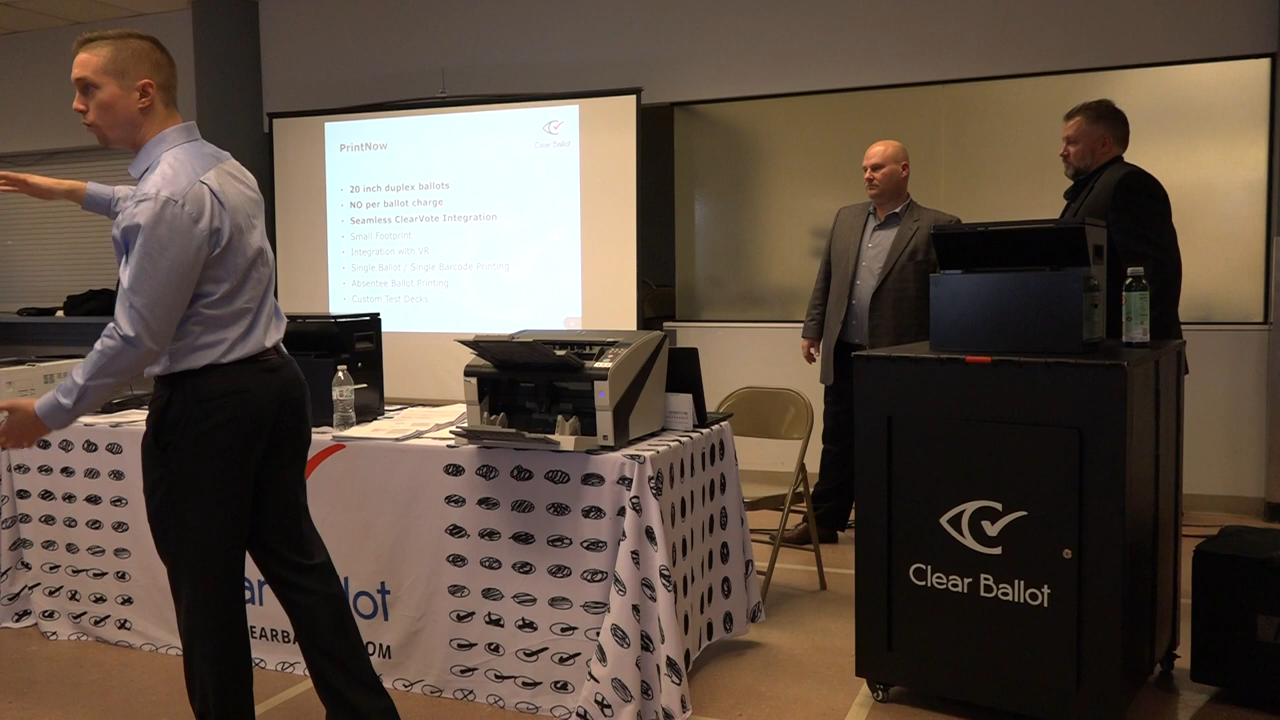 PrintNow
Clear Ballot
• 20 inch duplex ballots
• NO per ballot charge
• Seamless ClearVote Integration
• Small Footprint
• Integration with VR
• Single Ballot / Single Barcode Printing
• Absentee Ballot Printing
• Custom Test Decks
ar allot
EARBA OM
Clear Ballot